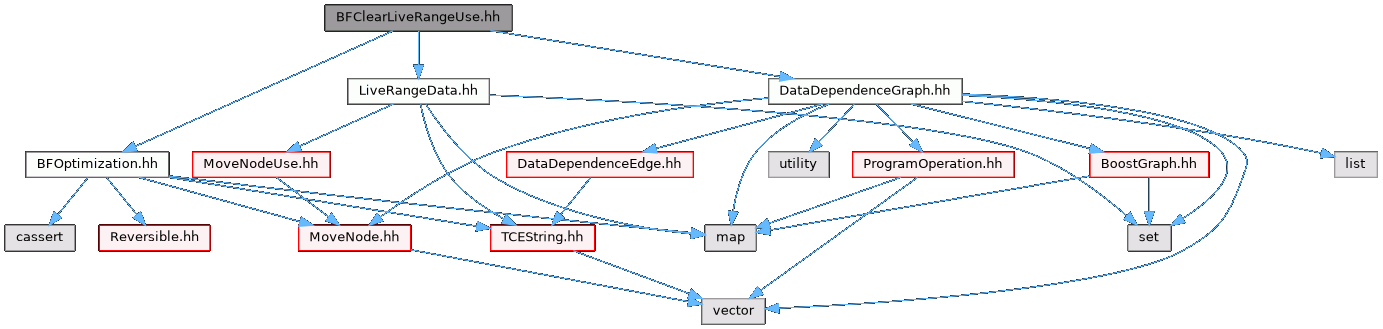 BFClearLiveRangeUse.hh
LiveRangeData.hh
DataDependenceGraph.hh
BFOptimization.hh
MoveNodeUse.hh
DataDependenceEdge.hh
utility
ProgramOperation.hh
BoostGraph.hh
list
cassert
Reversible.hh
MoveNode.hh
TCEString.hh
map
set
vector